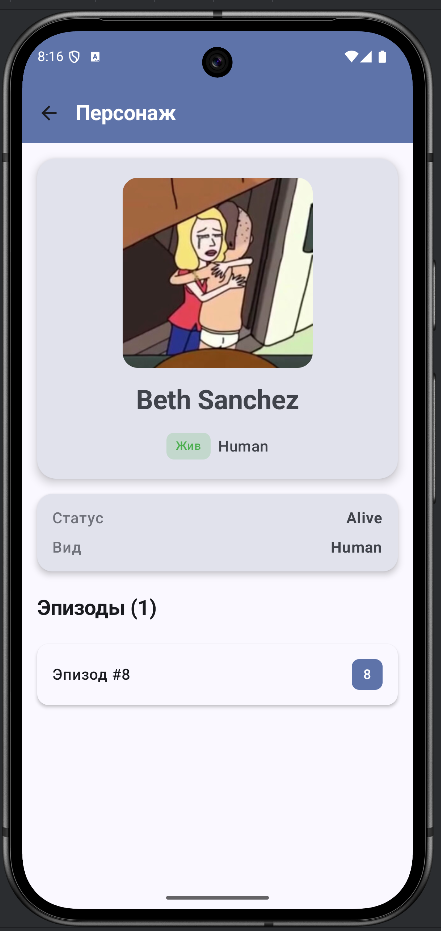 8:16
Персонаж
Beth Sanchez
Жив Human
Статус Alive
Вид Human
Эпизоды (1)
Эпизод #8 8